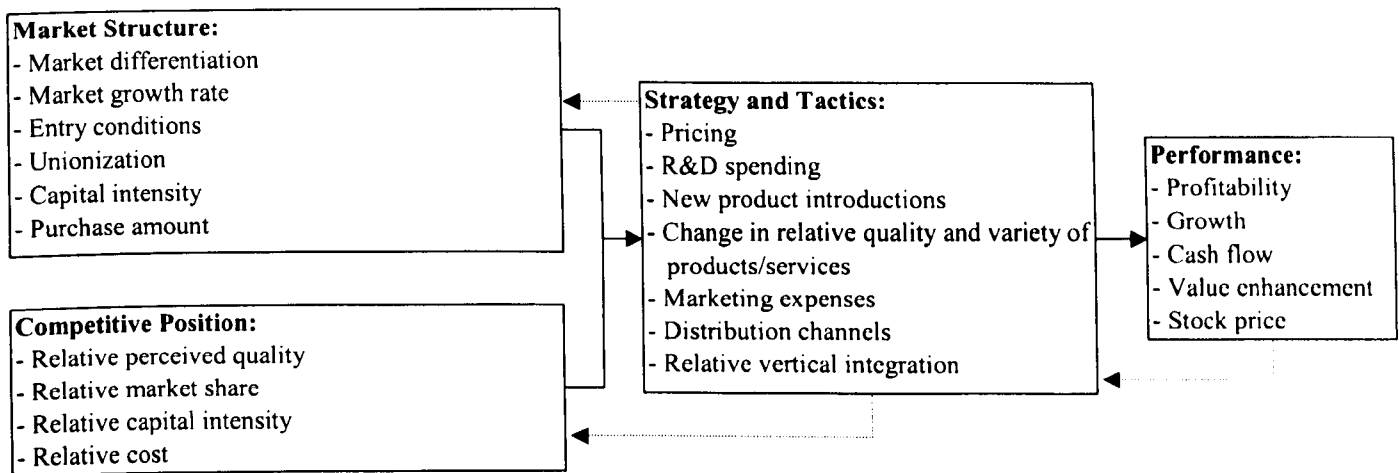 Market Structure:
- Market differentiation
- Market growth rate
- Entry conditions
- Unionization
- Capital intensity
- Purchase amount
Competitive Position:
- Relative perceived quality
- Relative market share
- Relative capital intensity
- Relative cost
Strategy and Tactics:
- Pricing
- R&D spending
- New product introductions
- Change in relative quality and variety of
products/services
- Marketing expenses
- Distribution channels
- Relative vertical integration
Performance:
- Profitability
- Growth
- Cash flow
- Value enhancement
- Stock price